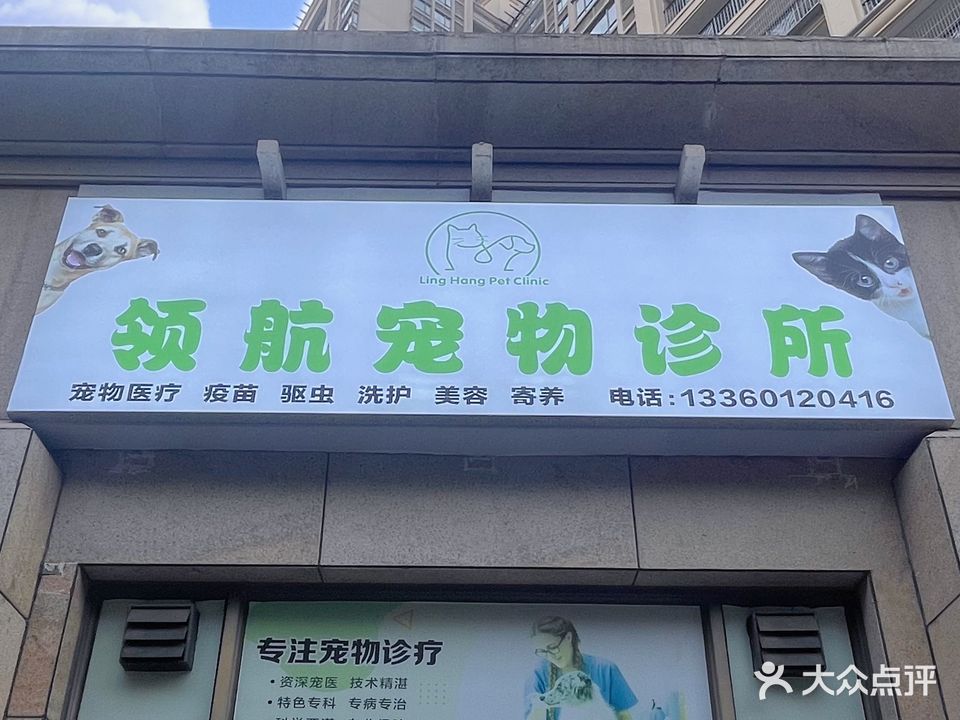 Ling Hang Pet Clinic
领航宠物诊所
宠物医疗 疫苗 驱虫 洗护 美容 寄养 电话:13360120416
专注宠物诊疗
• 资深宠医 技术精湛
• 特色专科 专病专治
大众点评